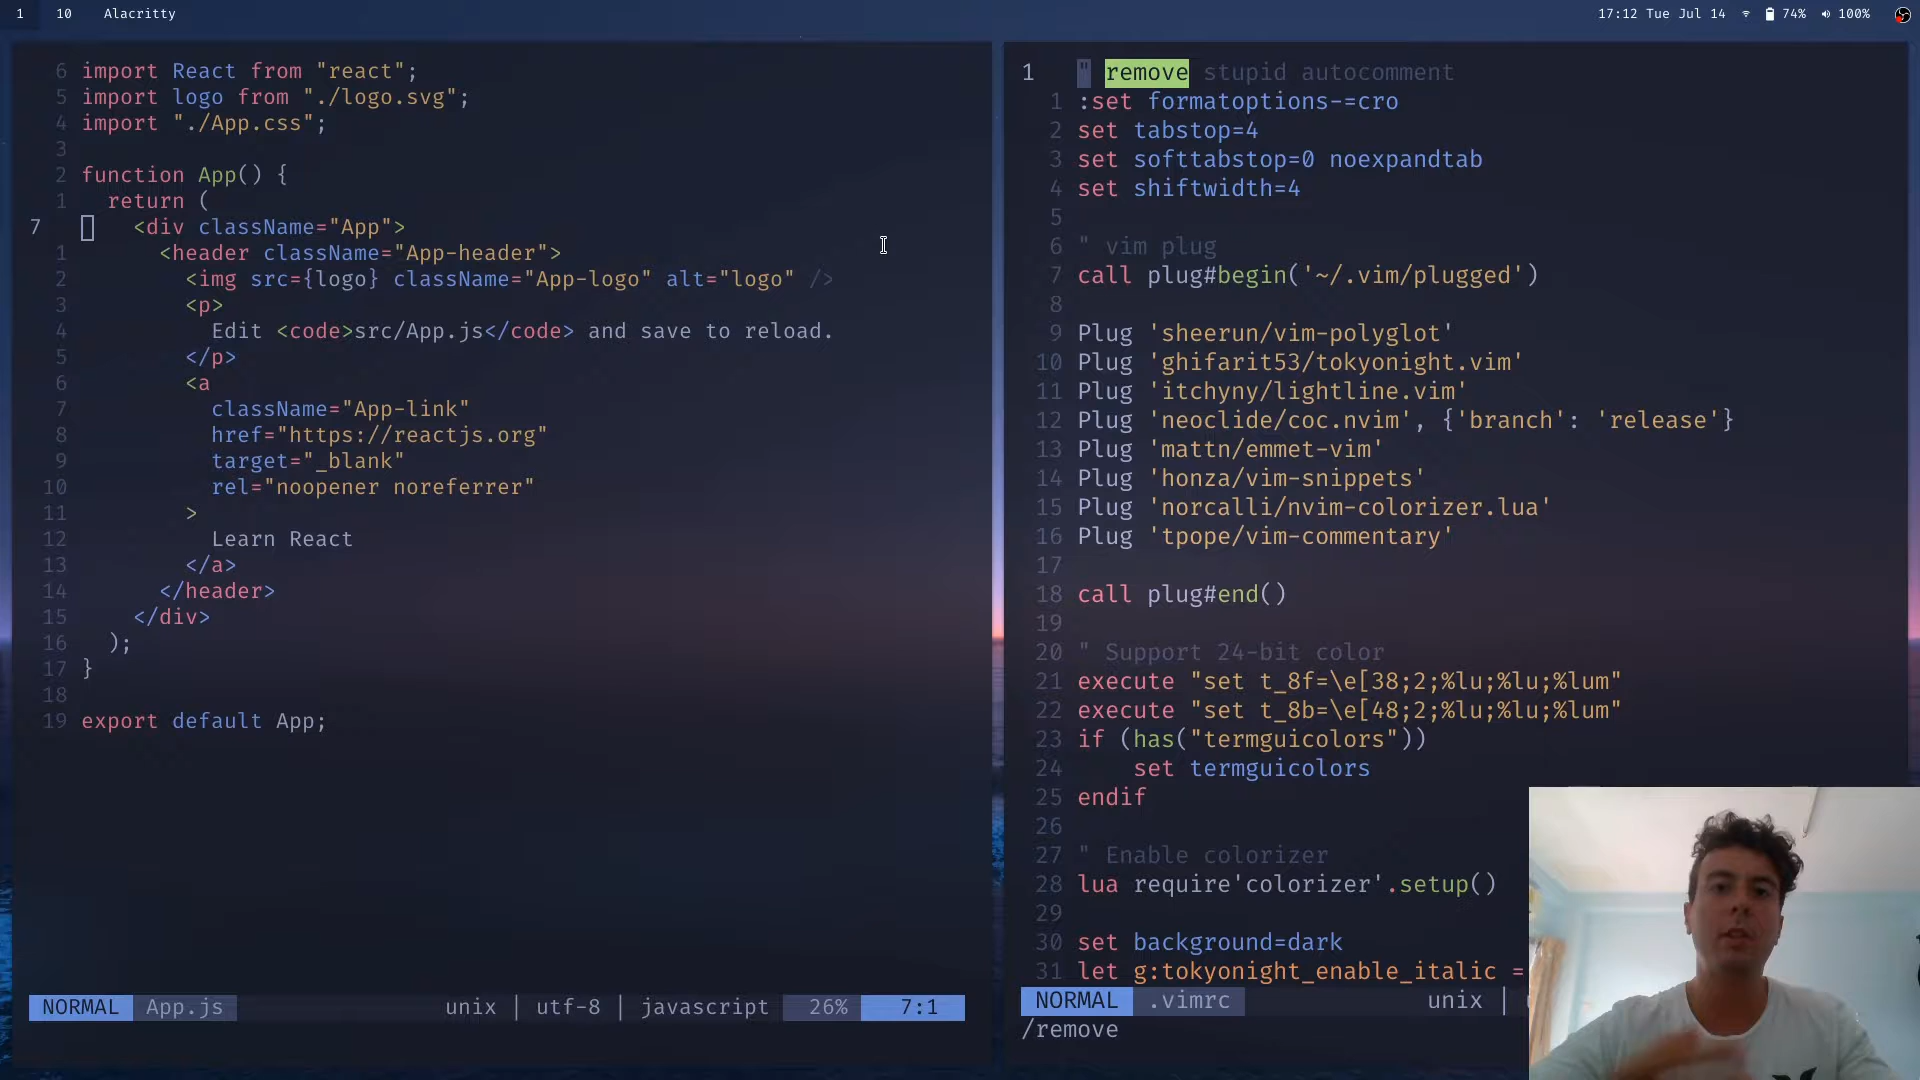 1 10 Alacritty
17:12 Tue Jul 14 74% 100%
6 import React from "react";
5 import logo from "./logo.svg";
4 import "./App.css";
3
2 function App() {
1 return (
7 <div className="App">
1 <header className="App-header">
2 <img src={logo} className="App-logo" alt="logo" />
3 <p>
4 Edit <code>src/App.js</code> and save to reload.
5 </p>
6 <a
7 className="App-link"
8 href="https://reactjs.org"
9 target="_blank"
10 rel="noopener noreferrer"
11 >
12 Learn React
13 </a>
14 </header>
15 </div>
16 );
17 }
18
19 export default App;
NORMAL App.js unix | utf-8 | javascript 26% 7:1
1 " remove stupid autocomment
1 :set formatoptions-=cro
2 set tabstop=4
3 set softtabstop=0 noexpandtab
4 set shiftwidth=4
5
6 " vim plug
7 call plug#begin('~/.vim/plugged')
8
9 Plug 'sheerun/vim-polyglot'
10 Plug 'ghifarit53/tokyonight.vim'
11 Plug 'itchyny/lightline.vim'
12 Plug 'neoclide/coc.nvim', {'branch': 'release'}
13 Plug 'mattn/emmet-vim'
14 Plug 'honza/vim-snippets'
15 Plug 'norcalli/nvim-colorizer.lua'
16 Plug 'tpope/vim-commentary'
17
18 call plug#end()
19
20 " Support 24-bit color
21 execute "set t_8f=\e[38;2;%lu;%lu;%lum"
22 execute "set t_8b=\e[48;2;%lu;%lu;%lum"
23 if (has("termguicolors"))
24 set termguicolors
25 endif
26
27 " Enable colorizer
28 lua require'colorizer'.setup()
29
30 set background=dark
31 let g:tokyonight_enable_italic =
NORMAL .vimrc unix |
/remove